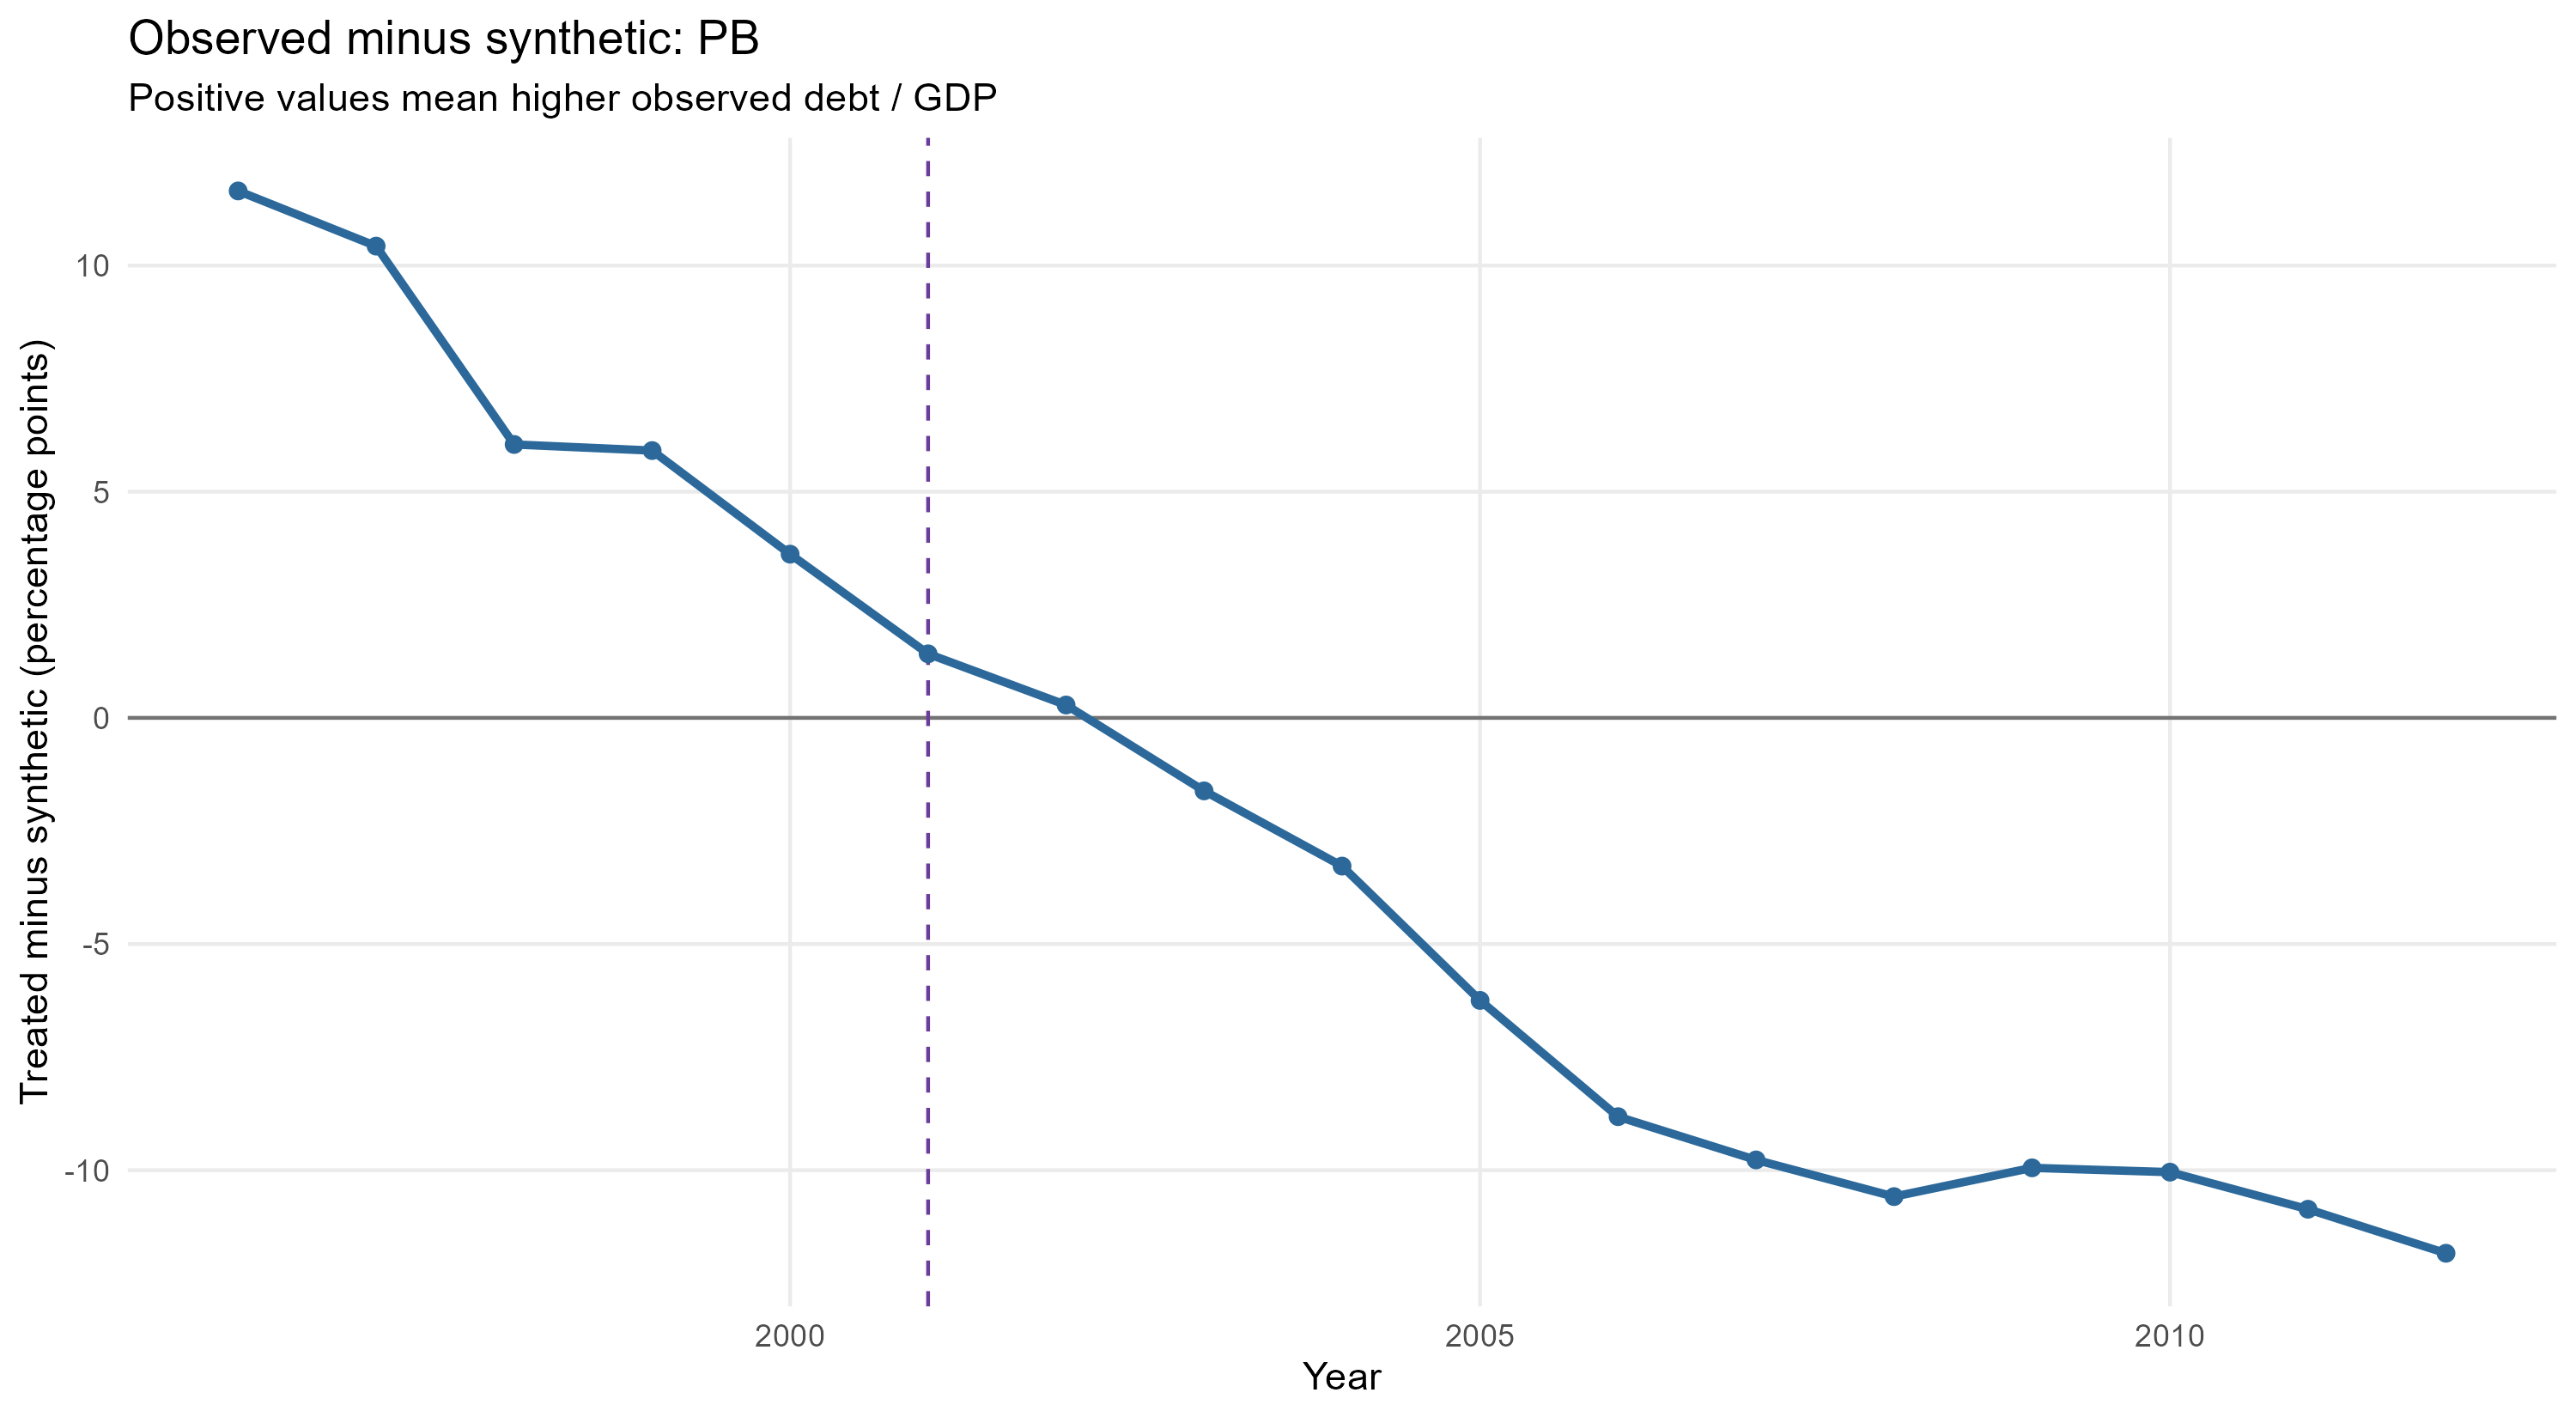 Observed minus synthetic: PB
Positive values mean higher observed debt / GDP
Treated minus synthetic (percentage points)
10
5
0
-5
-10
2000
2005
2010
Year